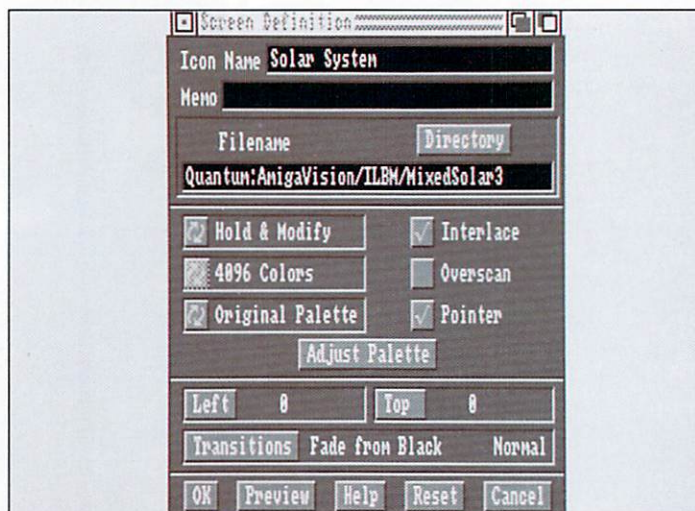 Screen Definition
Icon Name Solar System
Memo
Filename Directory
Quantum:AmigaVision/ILBM/MixedSolar3
Hold & Modify Interlace
4096 Colors Overscan
Original Palette Pointer
Adjust Palette
Left 0 Top 0
Transitions Fade from Black Normal
OK Preview Help Reset Cancel